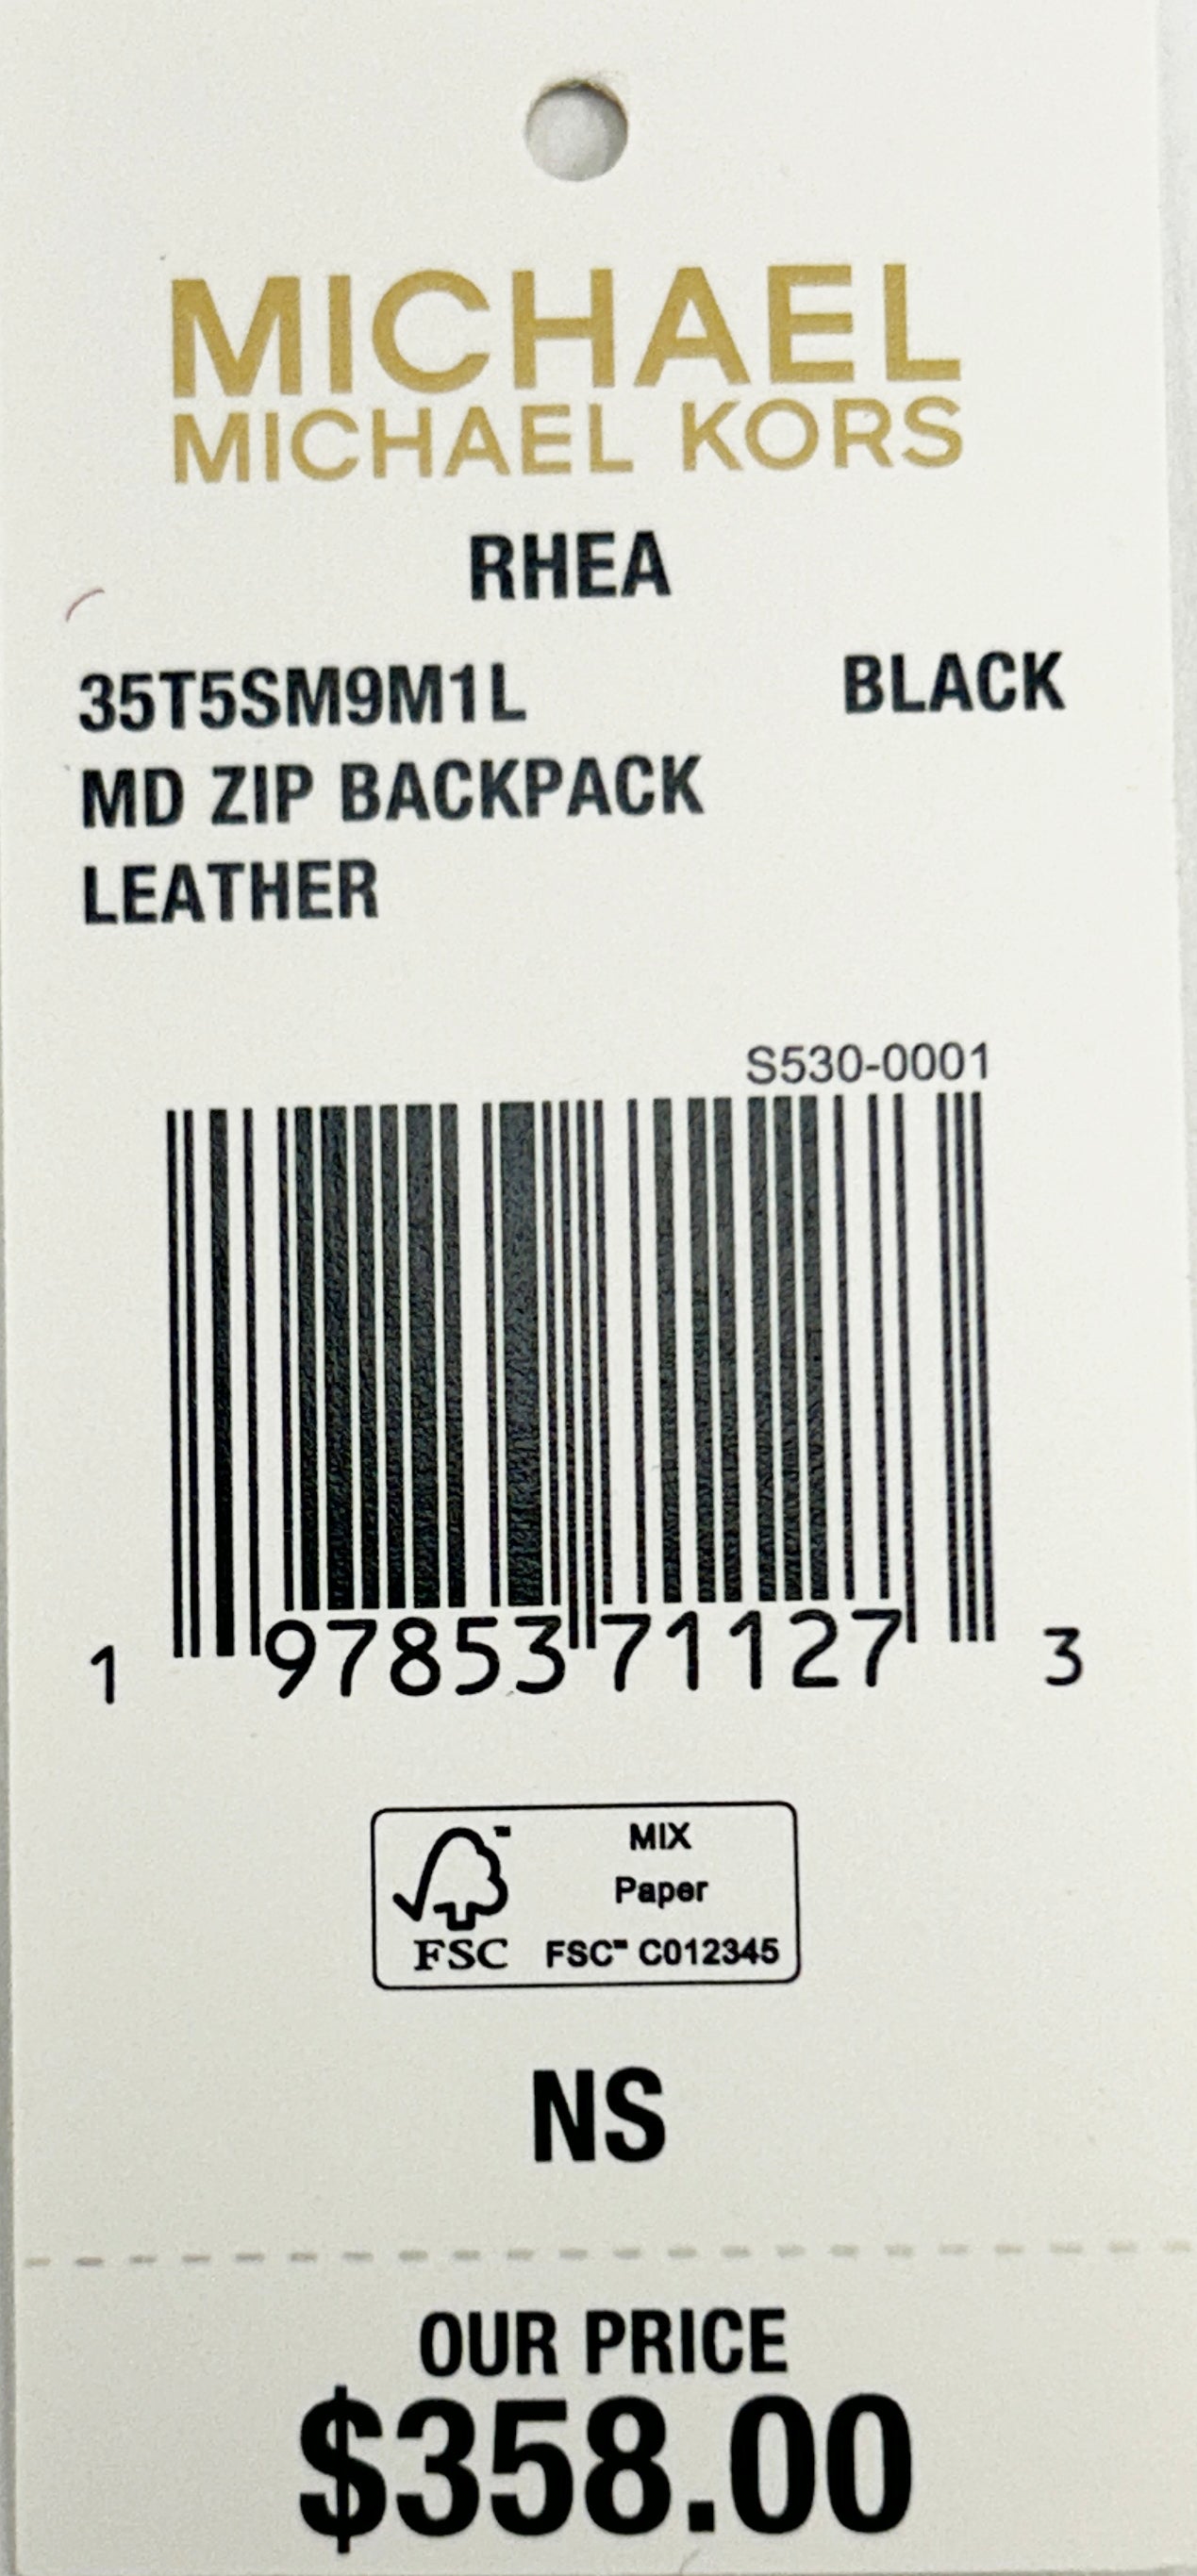 MICHAEL
MICHAEL KORS
RHEA
35T5SM9M1L BLACK
MD ZIP BACKPACK
LEATHER
S530-0001
1 97853 71127 3
FSC
MIX
Paper
FSC™ C012345
NS
OUR PRICE
$358.00